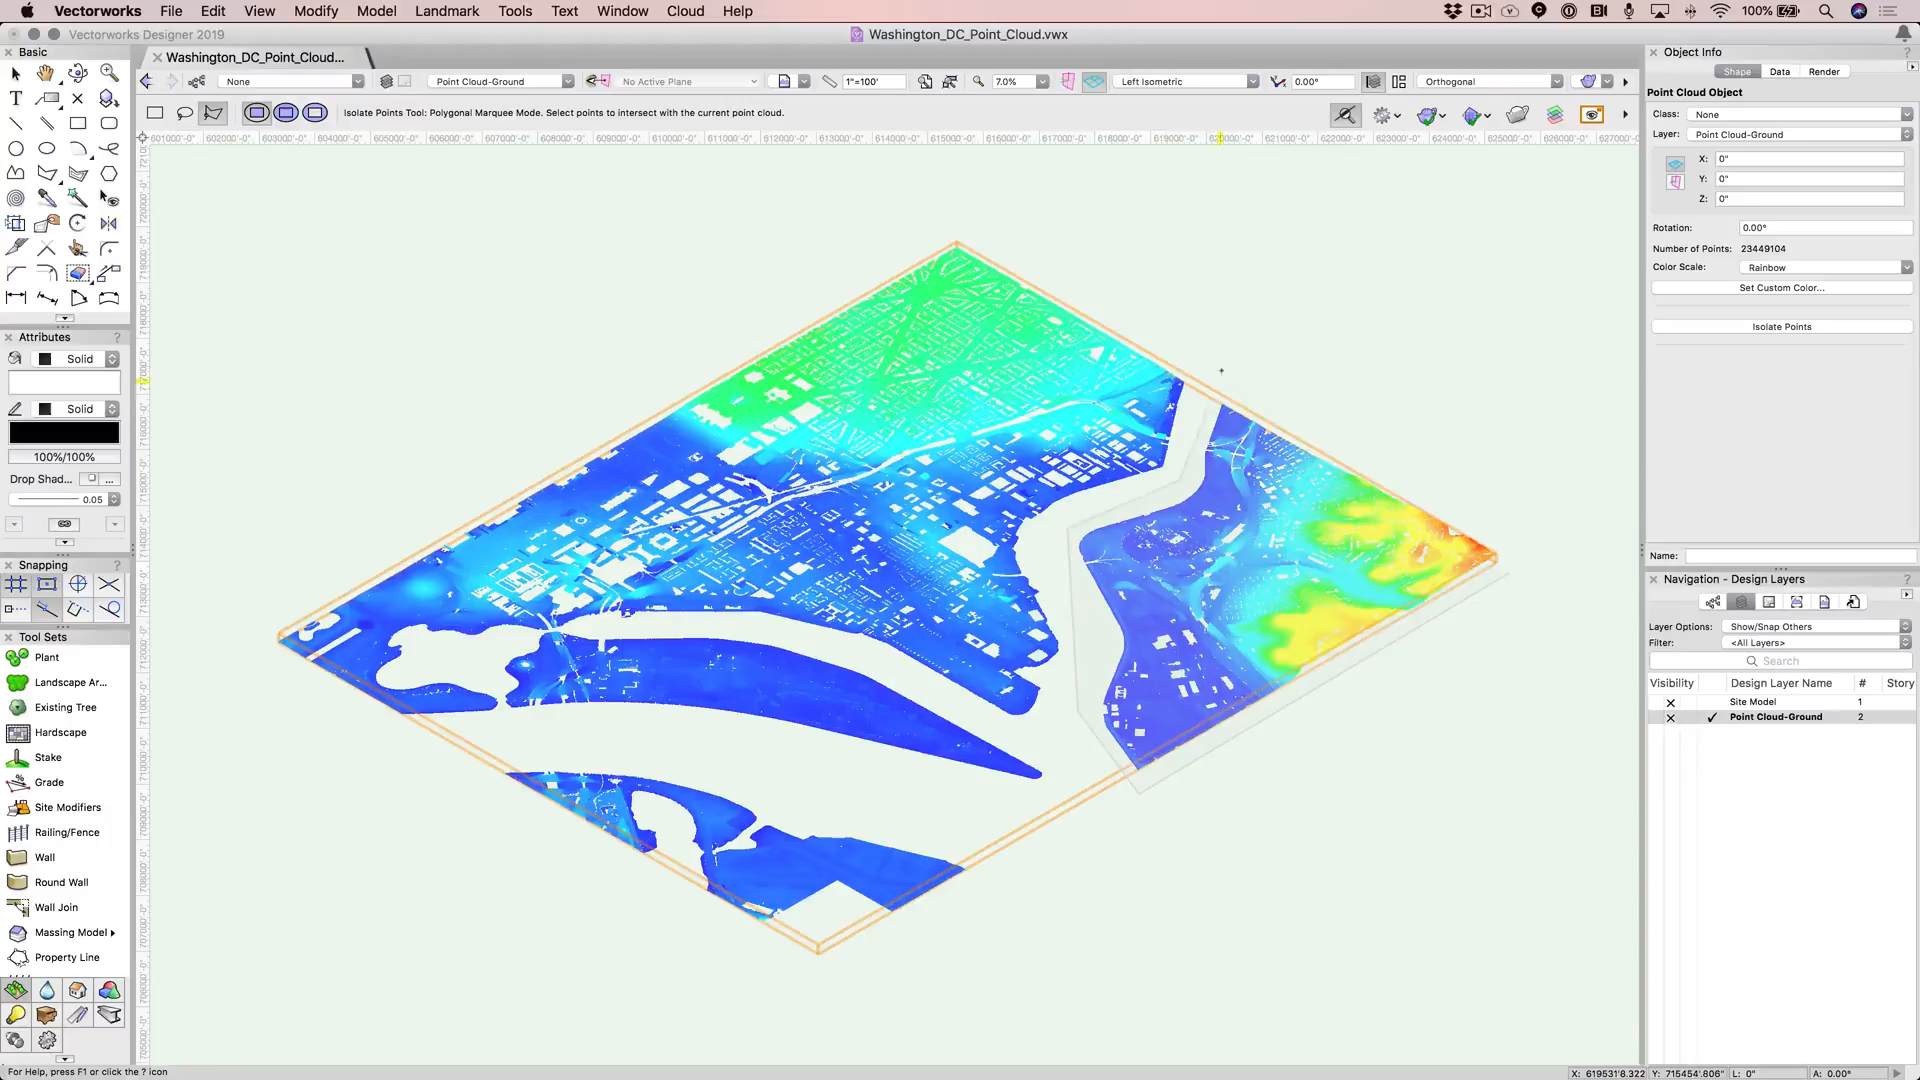 Vectorworks File Edit View Modify Model Landmark Tools Text Window Cloud Help 100%
Vectorworks Designer 2019
Washington_DC_Point_Cloud.vwx
Washington_DC_Point_Cloud...
None Point Cloud-Ground No Active Plane 1"=100' 7.0% Left Isometric 0.00° Orthogonal
Isolate Points Tool: Polygonal Marquee Mode. Select points to intersect with the current point cloud.
Basic
Attributes
Solid
Solid
100%/100%
Drop Shad...
0.05
Snapping
Tool Sets
Plant
Landscape Ar...
Existing Tree
Hardscape
Stake
Grade
Site Modifiers
Railing/Fence
Wall
Round Wall
Wall Join
Massing Model
Property Line
For Help, press F1 or click the ? icon
Object Info
Shape Data Render
Point Cloud Object
Class: None
Layer: Point Cloud-Ground
X: 0"
Y: 0"
Z: 0"
Rotation: 0.00°
Number of Points: 23449104
Color Scale: Rainbow
Set Custom Color...
Isolate Points
Name:
Navigation - Design Layers
Layer Options: Show/Snap Others
Filter: <All Layers>
Search
Visibility Design Layer Name # Story
Site Model 1
Point Cloud-Ground 2
X: 619531'8.322 Y: 715454'.806" L: 0" A: 0.00°